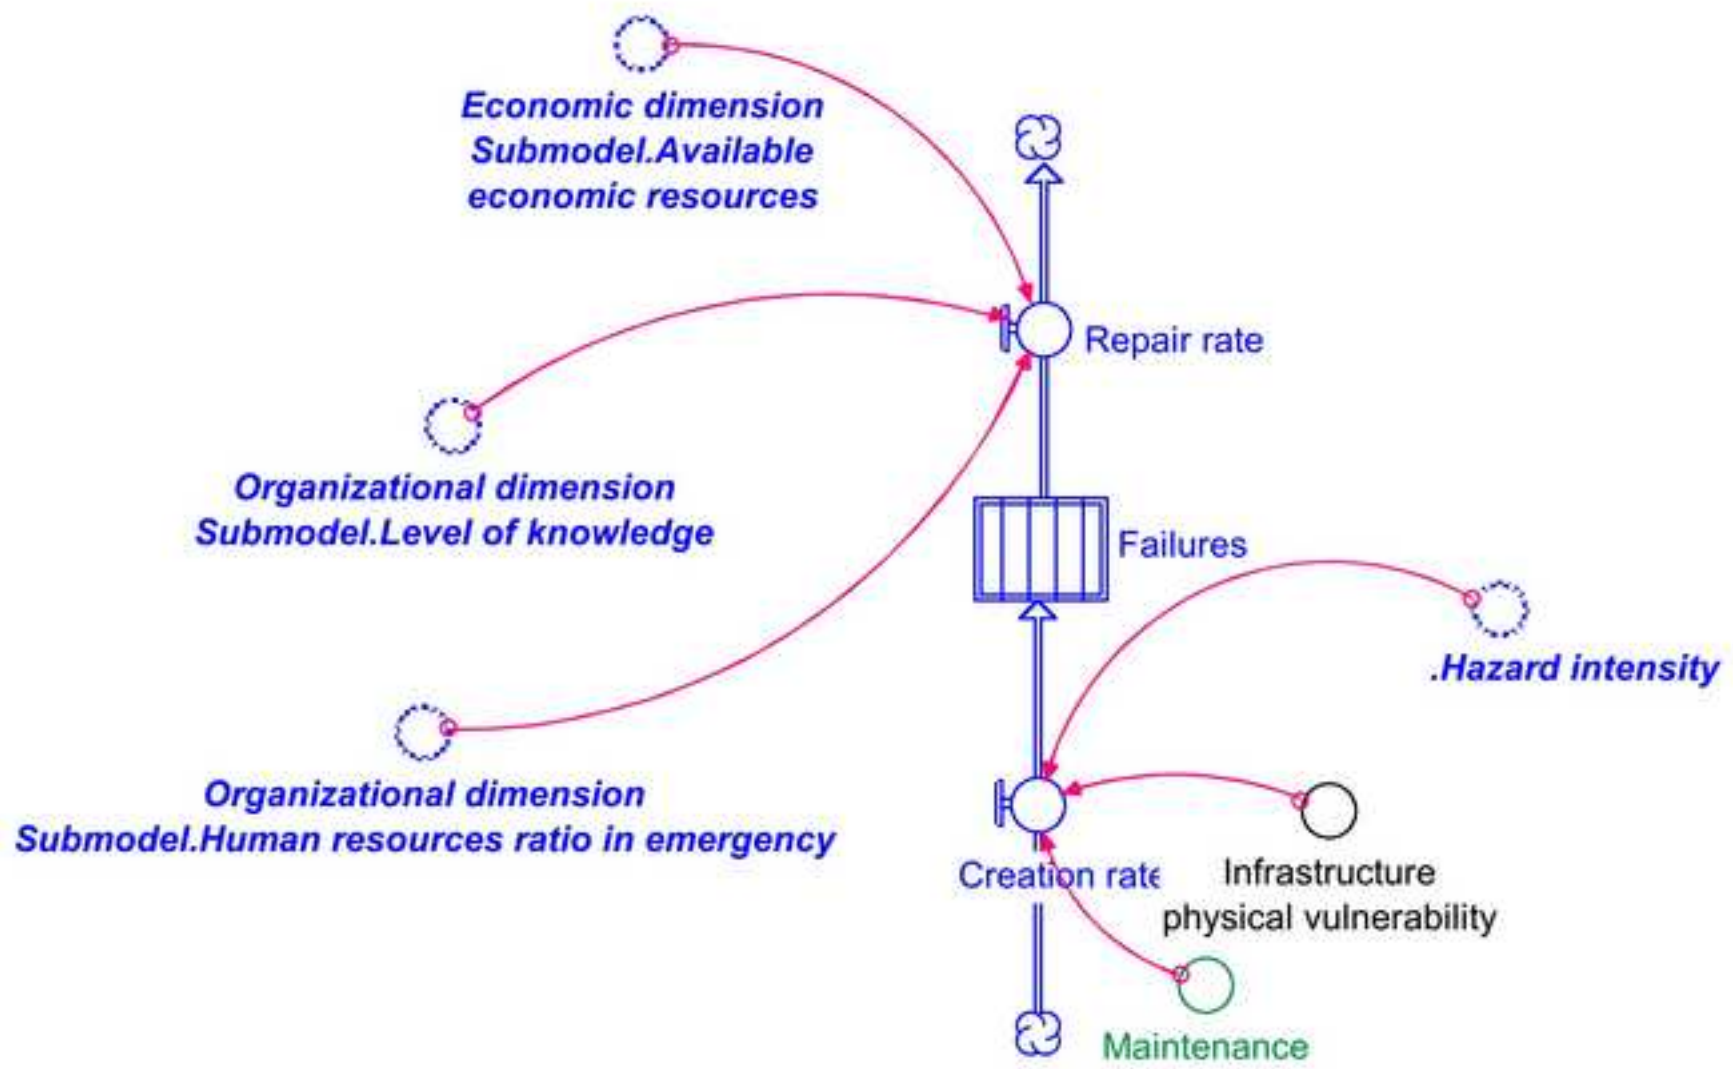 Economic dimension
Submodel.Available
economic resources
Repair rate
Organizational dimension
Submodel.Level of knowledge
Failures
.Hazard intensity
Organizational dimension
Submodel.Human resources ratio in emergency
Creation rate
Infrastructure
physical vulnerability
Maintenance